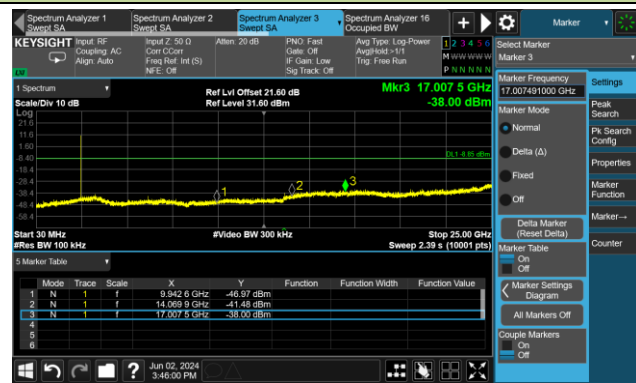 Spectrum Analyzer 1
Swept SA
Spectrum Analyzer 2
Swept SA
Spectrum Analyzer 3
Swept SA
Spectrum Analyzer 16
Occupied BW
Marker
KEYSIGHT
Input: RF
Coupling: AC
Align: Auto
Input Z: 50 Ω
Corr CCorr
Freq Ref: Int (S)
NFE: Off
Atten: 20 dB
PNO: Fast
Gate: Off
IF Gain: Low
Sig Track: Off
Avg Type: Log-Power
Avg|Hold:>1/1
Trig: Free Run
1 2 3 4 5 6
M W W W W W
P N N N N N
LVI
1 Spectrum
Scale/Div 10 dB
Ref Lvl Offset 21.60 dB
Ref Level 31.60 dBm
Mkr3 17.007 5 GHz
-38.00 dBm
Log
21.6
11.6
1.60
-8.40
-18.4
-28.4
-38.4
-48.4
-58.4
DL1 -8.85 dBm
1
2
3
Start 30 MHz
#Res BW 100 kHz
#Video BW 300 kHz
Stop 25.00 GHz
Sweep 2.39 s (10001 pts)
5 Marker Table
Mode Trace Scale X Y Function Function Width Function Value
1 N 1 f 9.942 6 GHz -46.97 dBm
2 N 1 f 14.069 9 GHz -41.48 dBm
3 N 1 f 17.007 5 GHz -38.00 dBm
4
5
6
Jun 02, 2024
3:46:00 PM
Select Marker
Marker 3
Marker Frequency
17.007491000 GHz
Marker Mode
Normal
Delta (Δ)
Fixed
Off
Delta Marker
(Reset Delta)
Marker Table
On
Off
Marker Settings
Diagram
All Markers Off
Couple Markers
On
Off
Settings
Peak
Search
Pk Search
Config
Properties
Marker
Function
Marker→
Counter